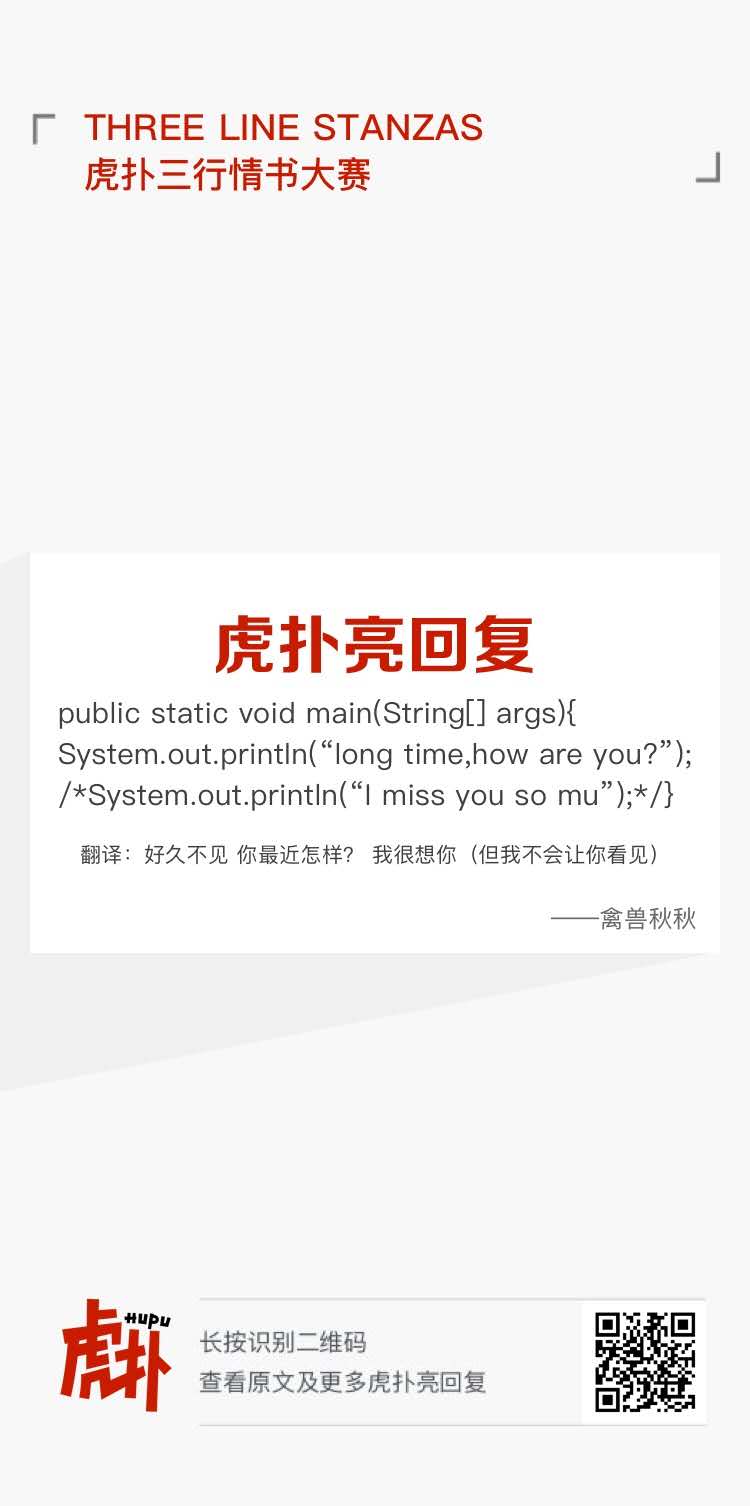 THREE LINE STANZAS
虎扑三行情书大赛
虎扑亮回复
public static void main(String[] args){
System.out.println(“long time,how are you?”);
/*System.out.println(“I miss you so mu”);*/}
翻译：好久不见 你最近怎样？ 我很想你（但我不会让你看见）
——禽兽秋秋
虎扑 HUPU
长按识别二维码
查看原文及更多虎扑亮回复